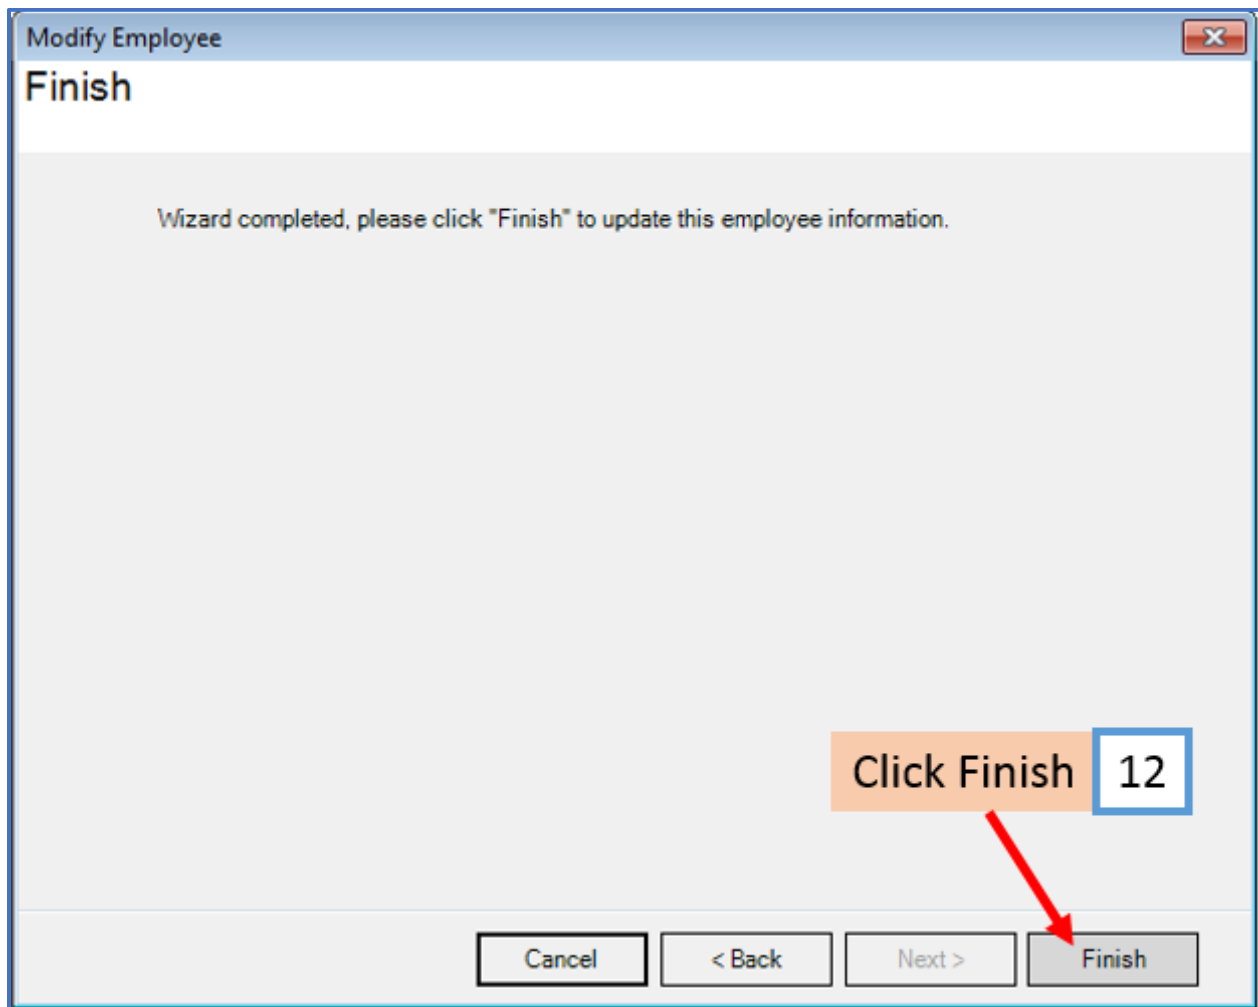 Modify Employee
Finish
Wizard completed, please click "Finish" to update this employee information.
Click Finish 12
Cancel < Back Next > Finish